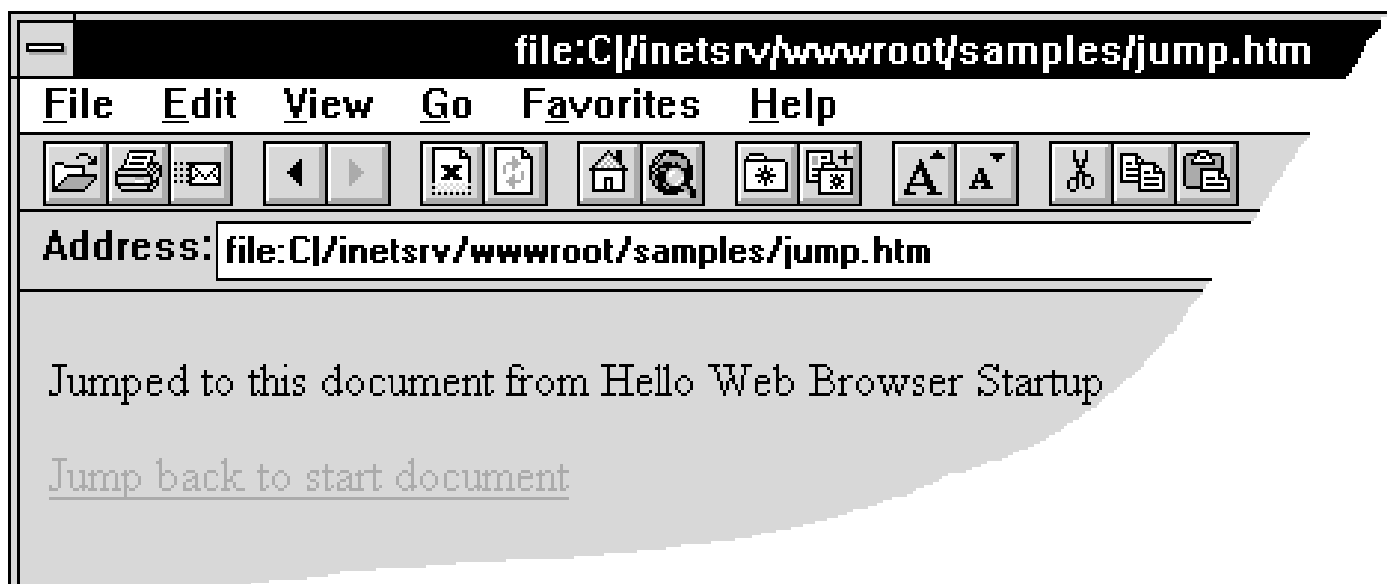 file:C|/inetsrv/wwwroot/samples/jump.htm
File Edit View Go Favorites Help
A A
Address: file:C|/inetsrv/wwwroot/samples/jump.htm
Jumped to this document from Hello Web Browser Startup
Jump back to start document